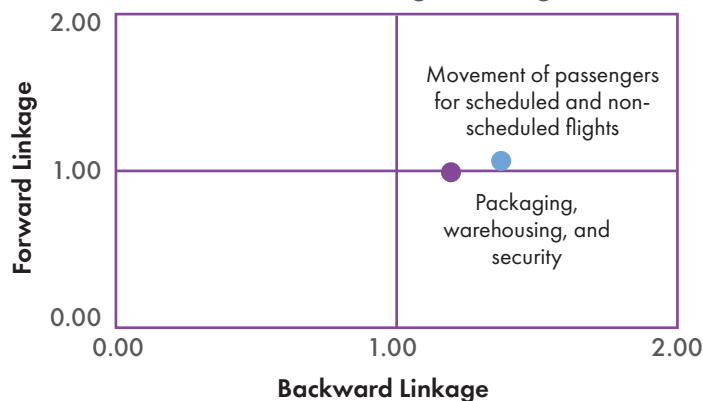 2.00
Movement of passengers
for scheduled and non-
scheduled flights
Forward Linkage
1.00
Packaging,
warehousing, and
security
0.00
0.00 1.00 2.00
Backward Linkage